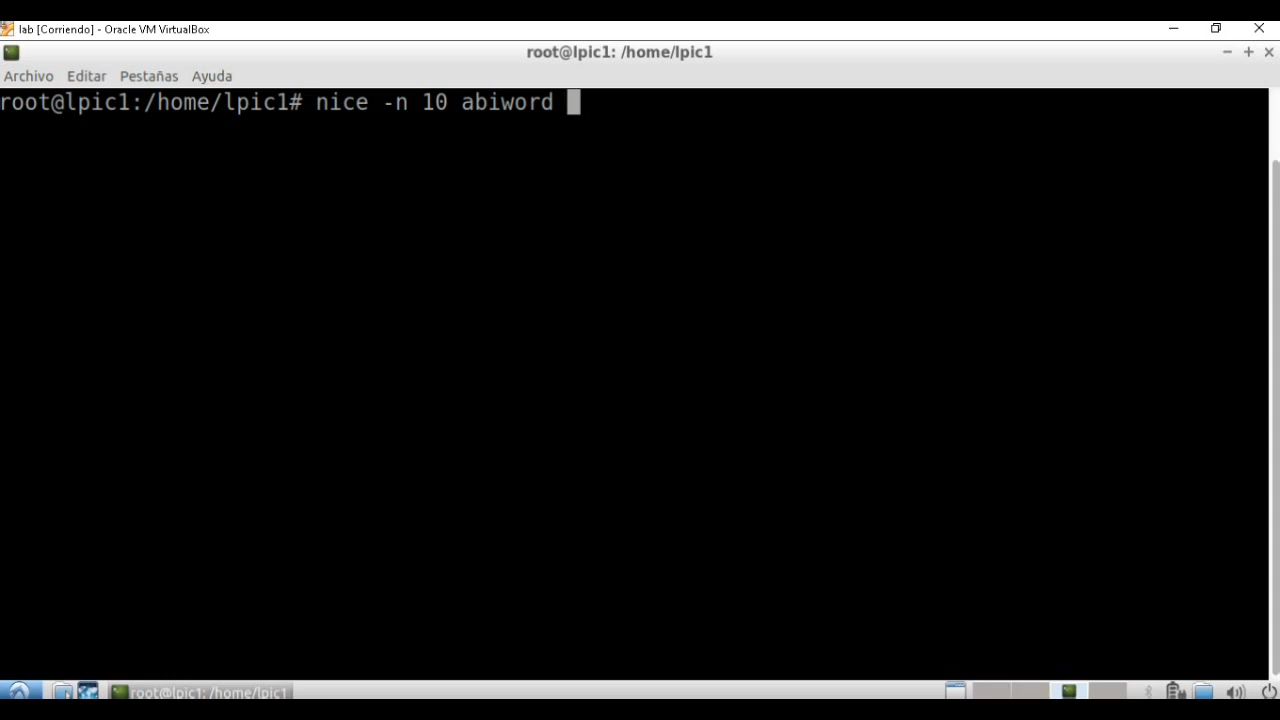 lab [Corriendo] - Oracle VM VirtualBox
root@lpic1: /home/lpic1
Archivo Editar Pestañas Ayuda
root@lpic1:/home/lpic1# nice -n 10 abiword
root@lpic1: /home/lpic1